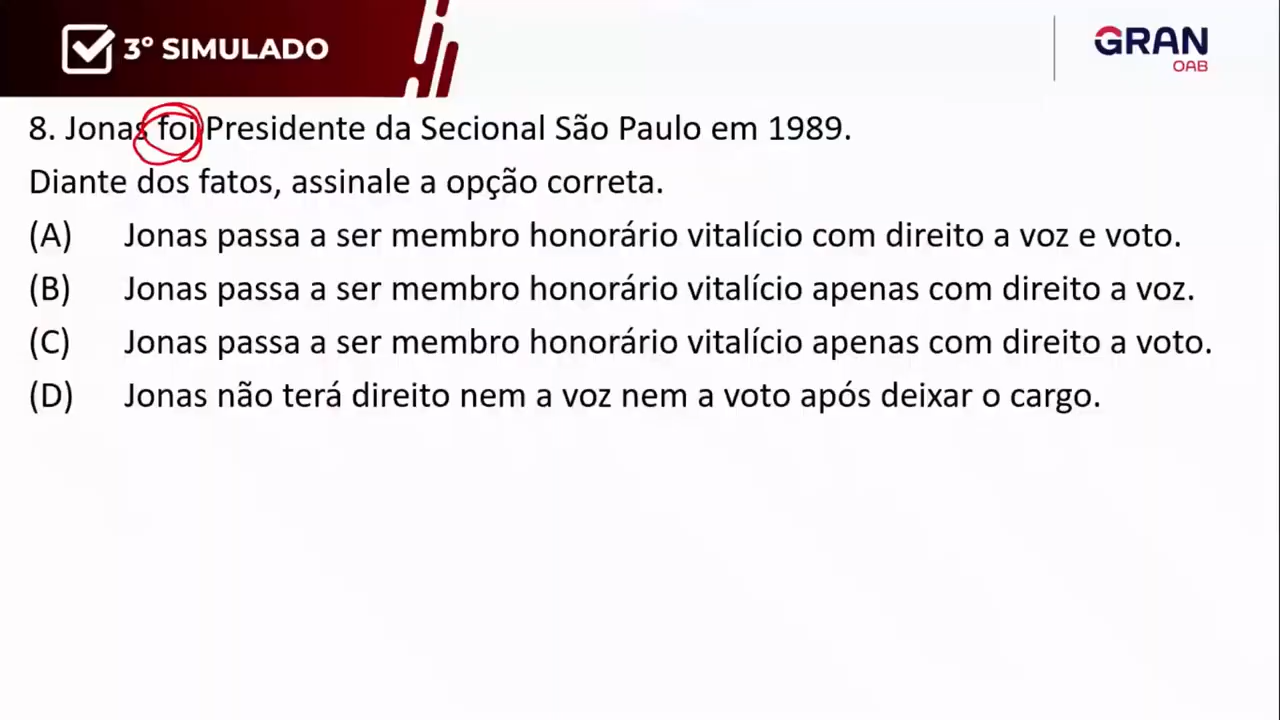 3º SIMULADO
GRAN
OAB
8. Jonas foi Presidente da Secional São Paulo em 1989.
Diante dos fatos, assinale a opção correta.
(A) Jonas passa a ser membro honorário vitalício com direito a voz e voto.
(B) Jonas passa a ser membro honorário vitalício apenas com direito a voz.
(C) Jonas passa a ser membro honorário vitalício apenas com direito a voto.
(D) Jonas não terá direito nem a voz nem a voto após deixar o cargo.